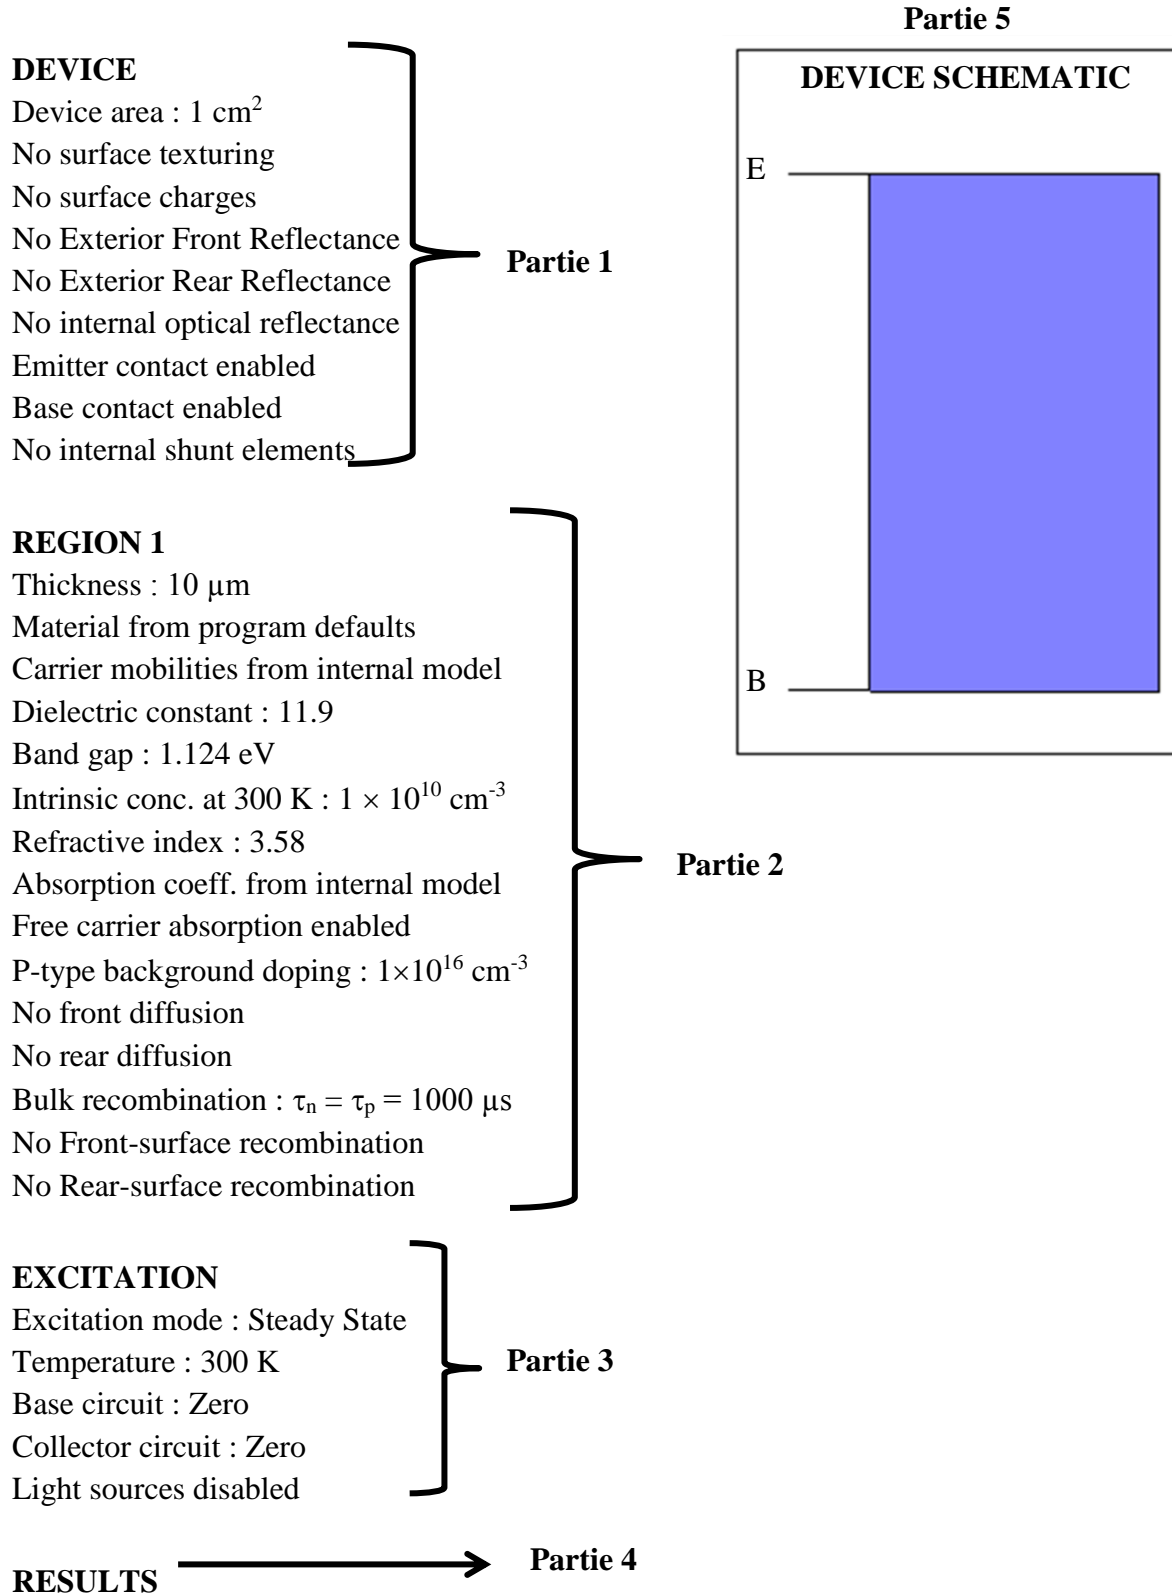 DEVICE
Device area : 1 cm²
No surface texturing
No surface charges
No Exterior Front Reflectance
No Exterior Rear Reflectance
No internal optical reflectance
Emitter contact enabled
Base contact enabled
No internal shunt elements
Partie 1
REGION 1
Thickness : 10 µm
Material from program defaults
Carrier mobilities from internal model
Dielectric constant : 11.9
Band gap : 1.124 eV
Intrinsic conc. at 300 K : 1 × 10¹⁰ cm⁻³
Refractive index : 3.58
Absorption coeff. from internal model
Free carrier absorption enabled
P-type background doping : 1×10¹⁶ cm⁻³
No front diffusion
No rear diffusion
Bulk recombination : τₙ = τₚ = 1000 µs
No Front-surface recombination
No Rear-surface recombination
Partie 2
EXCITATION
Excitation mode : Steady State
Temperature : 300 K
Base circuit : Zero
Collector circuit : Zero
Light sources disabled
Partie 3
RESULTS
Partie 4
Partie 5
DEVICE SCHEMATIC
E
B